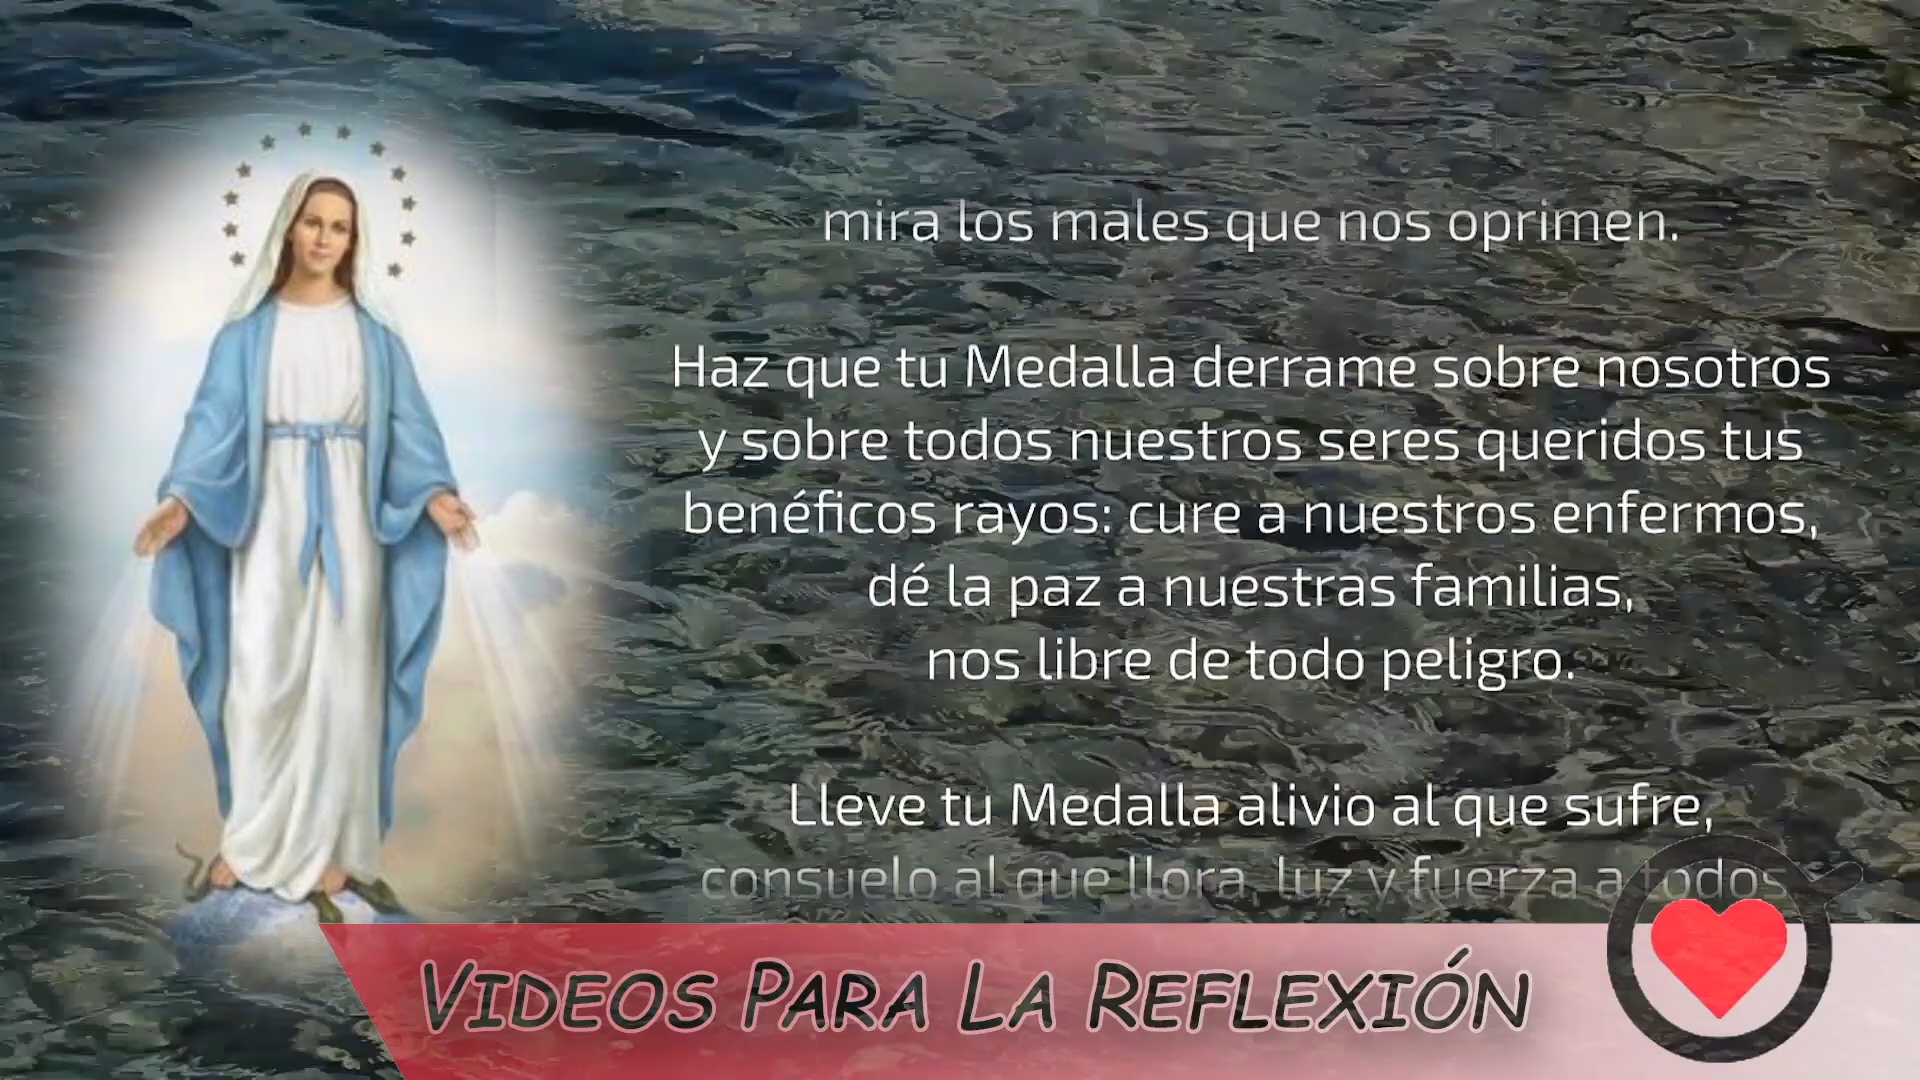 mira los males que nos oprimen.
Haz que tu Medalla derrame sobre nosotros
y sobre todos nuestros seres queridos tus
benéficos rayos: cure a nuestros enfermos,
dé la paz a nuestras familias,
nos libre de todo peligro.
Lleve tu Medalla alivio al que sufre,
consuelo al que llora, luz y fuerza a todos.
VIDEOS PARA LA REFLEXIÓN